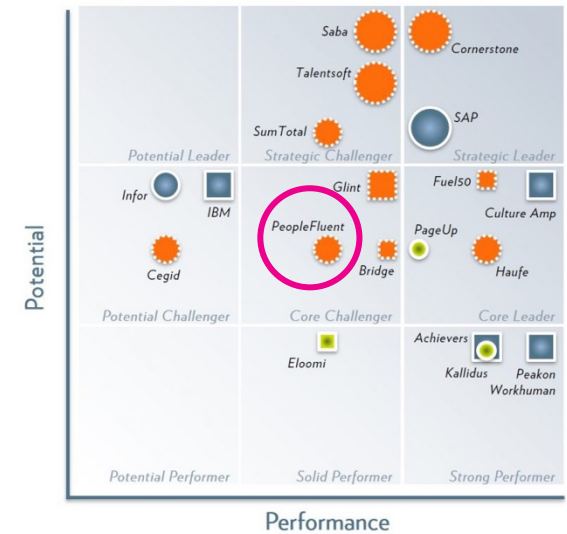 Saba
Cornerstone
Talentsoft
SumTotal
SAP
Potential Leader
Strategic Challenger
Strategic Leader
Infor
IBM
Glint
Fuel50
Culture Amp
PeopleFluent
PageUp
Cegid
Bridge
Haufe
Potential Challenger
Core Challenger
Core Leader
Achievers
Eloomi
Kallidus
Peakon
Workhuman
Potential Performer
Solid Performer
Strong Performer
Potential
Performance